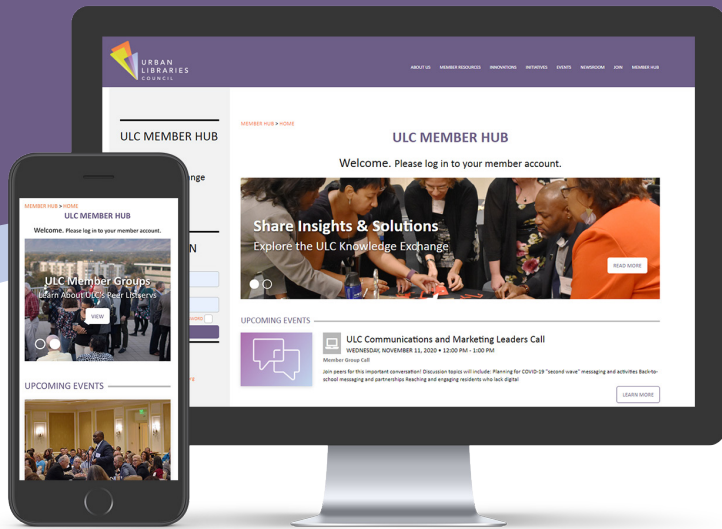 URBAN
LIBRARIES
COUNCIL
ABOUT US MEMBER RESOURCES INNOVATIONS INITIATIVES EVENTS NEWSROOM JOIN MEMBER HUB
ULC MEMBER HUB
MEMBER HUB > HOME
ULC MEMBER HUB
Welcome. Please log in to your member account.
Share Insights & Solutions
Explore the ULC Knowledge Exchange
READ MORE
UPCOMING EVENTS
ULC Communications and Marketing Leaders Call
WEDNESDAY, NOVEMBER 11, 2020 • 12:00 PM - 1:00 PM
Member Group Call
Join peers for this important conversation! Discussion topics will include: Planning for COVID-19 "second wave" messaging and activities Back-to-
school messaging and partnerships Reaching and engaging residents who lack digital
LEARN MORE
MEMBER HUB > HOME
ULC MEMBER HUB
Welcome. Please log in to your member account.
ULC Member Groups
Learn About ULC's Peer Listservs
VIEW
UPCOMING EVENTS